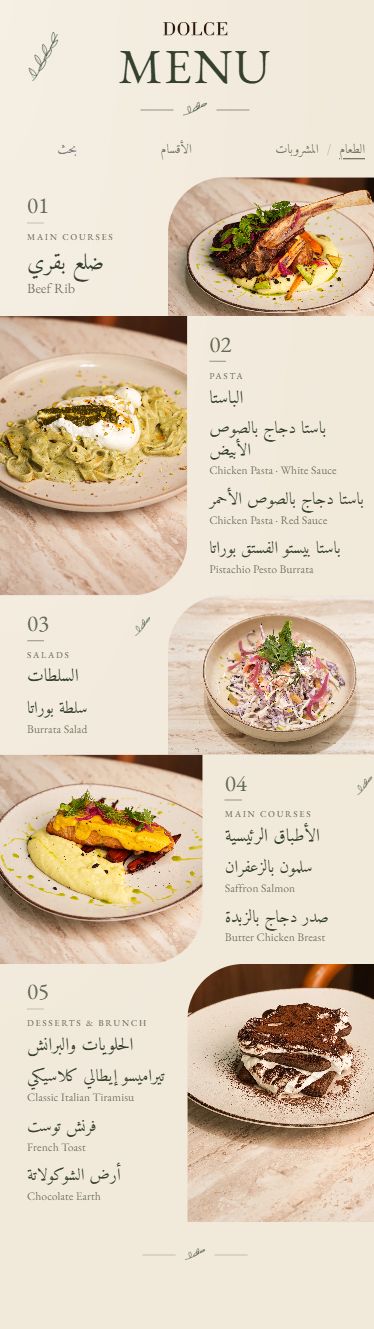 DOLCE
MENU
الطعام / المشروبات
الأقسام
بحث
01
MAIN COURSES
ضلع بقري
Beef Rib
02
PASTA
الباستا
باستا دجاج بالصوص
الأبيض
Chicken Pasta · White Sauce
باستا دجاج بالصوص الأحمر
Chicken Pasta · Red Sauce
باستا بيستو الفستق بوراتا
Pistachio Pesto Burrata
03
SALADS
السلطات
سلطة بوراتا
Burrata Salad
04
MAIN COURSES
الأطباق الرئيسية
سلمون بالزعفران
Saffron Salmon
صدر دجاج بالزبدة
Butter Chicken Breast
05
DESSERTS & BRUNCH
الحلويات والبرانش
تيراميسو إيطالي كلاسيكي
Classic Italian Tiramisu
فرنش توست
French Toast
أرض الشوكولاتة
Chocolate Earth